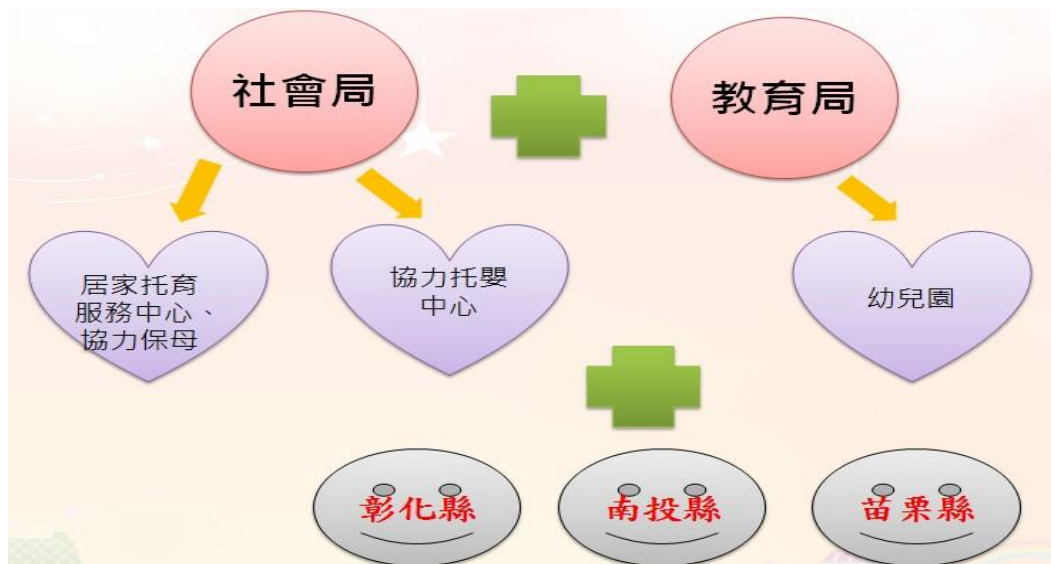 社會局
教育局
居家托育
服務中心、
協力保母
協力托嬰
中心
幼兒園
彰化縣
南投縣
苗栗縣